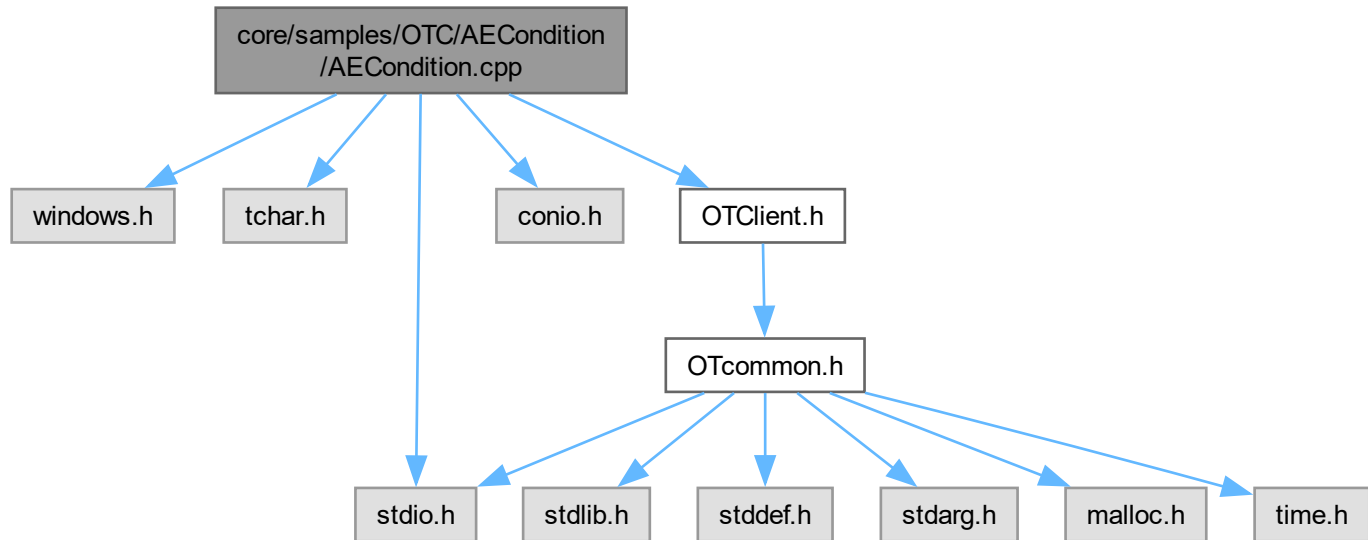 core/samples/OTC/AECondition
/AECondition.cpp
windows.h
tchar.h
conio.h
OTClient.h
OTcommon.h
stdio.h
stdlib.h
stddef.h
stdarg.h
malloc.h
time.h